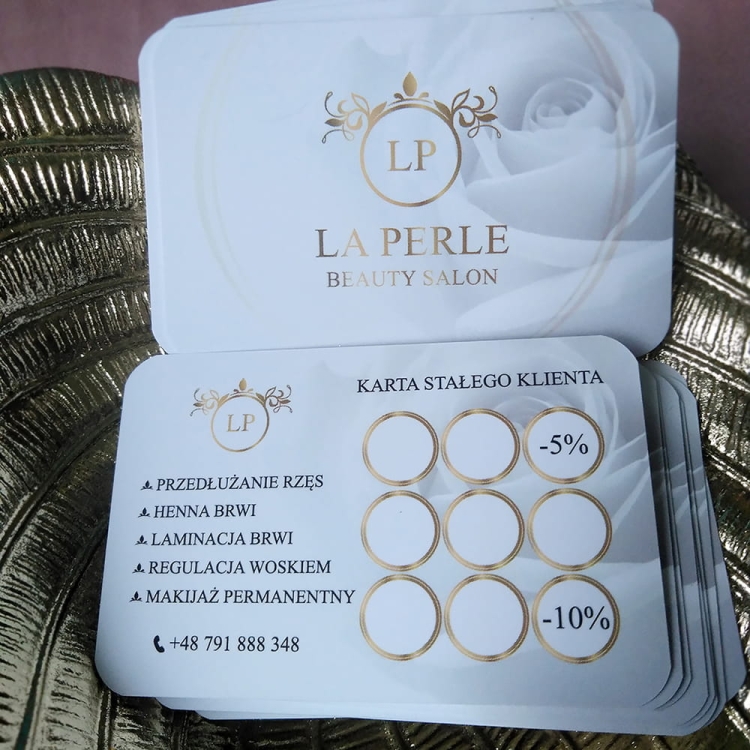 LP
LA PERLE
BEAUTY SALON
LP
PRZEDŁUŻANIE RZĘS
HENNA BRWI
LAMINACJA BRWI
REGULACJA WOSKIEM
MAKIJAŻ PERMANENTNY
+48 791 888 348
KARTA STAŁEGO KLIENTA
-5%
-10%